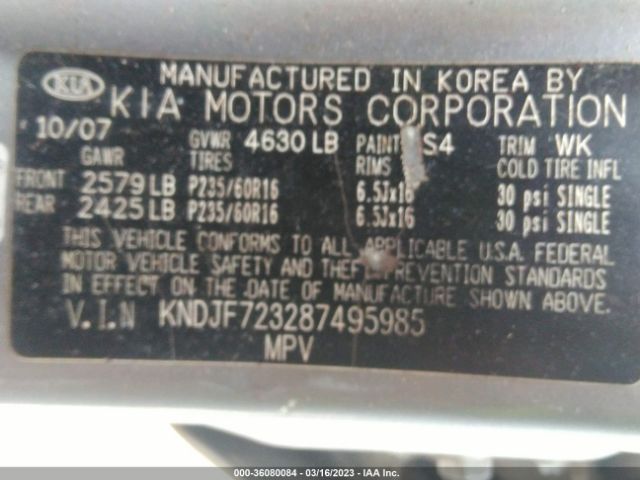 KIA
MANUFACTURED IN KOREA BY
KIA MOTORS CORPORATION
10/07 GVWR 4630 LB PAINT S4 TRIM WK
GAWR TIRES RIMS COLD TIRE INFL
FRONT 2579 LB P235/60R16 6.5Jx16 30 psi SINGLE
REAR 2425 LB P235/60R16 6.5Jx16 30 psi SINGLE
THIS VEHICLE CONFORMS TO ALL APPLICABLE U.S.A. FEDERAL
MOTOR VEHICLE SAFETY AND THEFT PREVENTION STANDARDS
IN EFFECT ON THE DATE OF MANUFACTURE SHOWN ABOVE.
V.I.N KNDJF723287495985
MPV
000-36080084 - 03/16/2023 - IAA Inc.